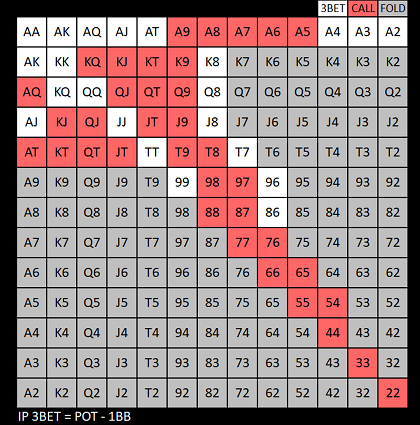 3BET CALL FOLD
AA AK AQ AJ AT A9 A8 A7 A6 A5 A4 A3 A2
AK KK KQ KJ KT K9 K8 K7 K6 K5 K4 K3 K2
AQ KQ QQ QJ QT Q9 Q8 Q7 Q6 Q5 Q4 Q3 Q2
AJ KJ QJ JJ JT J9 J8 J7 J6 J5 J4 J3 J2
AT KT QT JT TT T9 T8 T7 T6 T5 T4 T3 T2
A9 K9 Q9 J9 T9 99 98 97 96 95 94 93 92
A8 K8 Q8 J8 T8 98 88 87 86 85 84 83 82
A7 K7 Q7 J7 T7 97 87 77 76 75 74 73 72
A6 K6 Q6 J6 T6 96 86 76 66 65 64 63 62
A5 K5 Q5 J5 T5 95 85 75 65 55 54 53 52
A4 K4 Q4 J4 T4 94 84 74 64 54 44 43 42
A3 K3 Q3 J3 T3 93 83 73 63 53 43 33 32
A2 K2 Q2 J2 T2 92 82 72 62 52 42 32 22
IP 3BET = POT - 1BB